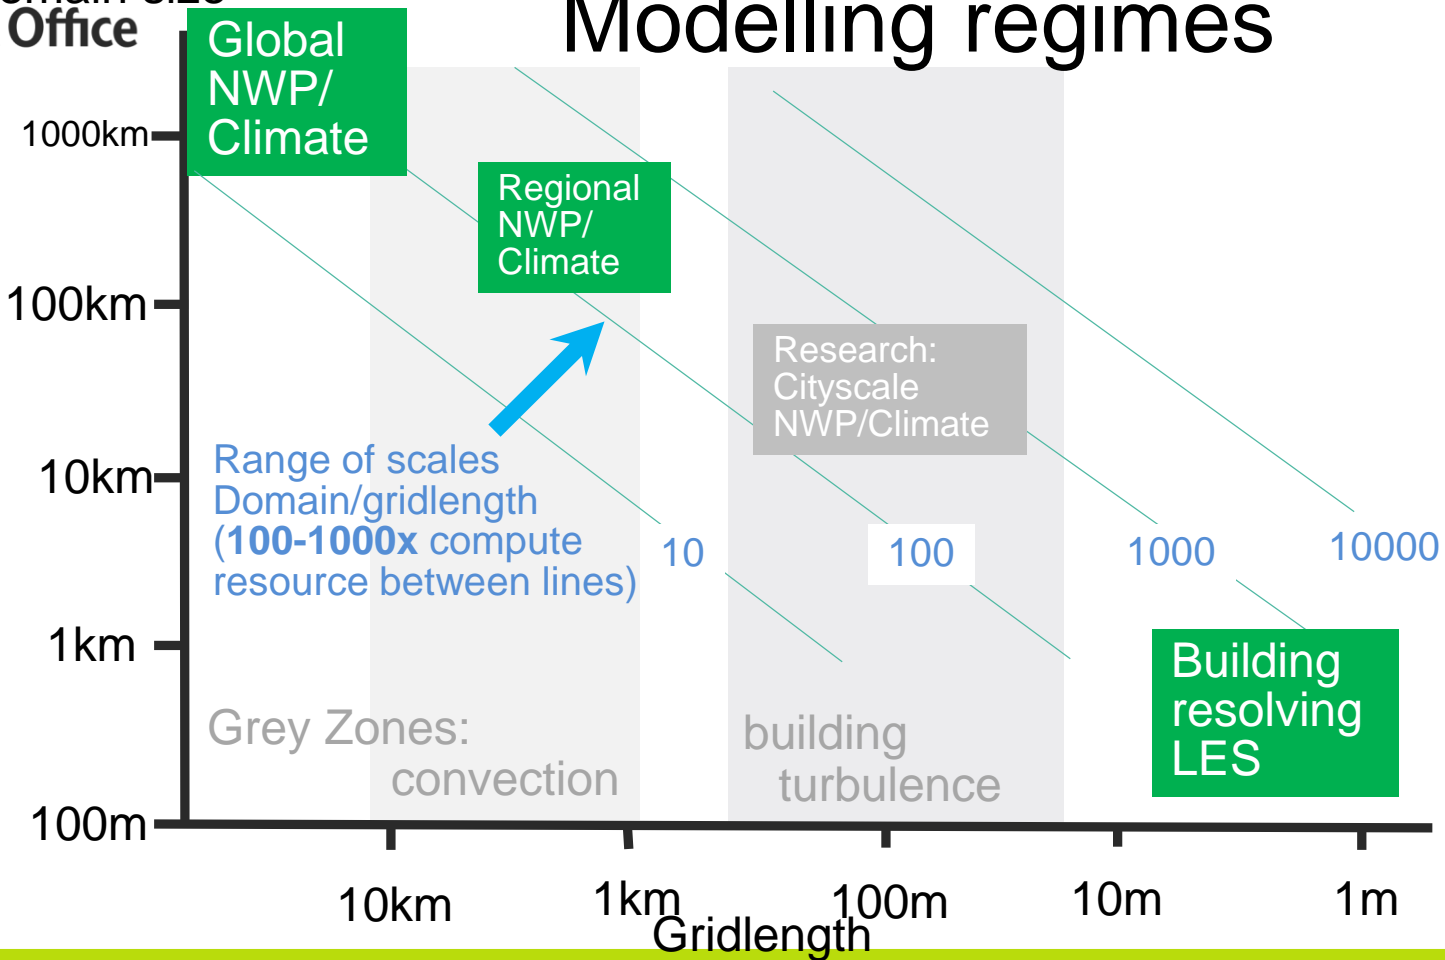 Office
Modelling regimes
Global
NWP/
Climate
1000km
Regional
NWP/
Climate
100km
Research:
Cityscale
NWP/Climate
10km
Range of scales
Domain/gridlength
(100-1000x compute
resource between lines)
10
100
1000
10000
1km
Building
resolving
LES
Grey Zones:
convection
building
turbulence
100m
10km
1km
100m
10m
1m
Gridlength